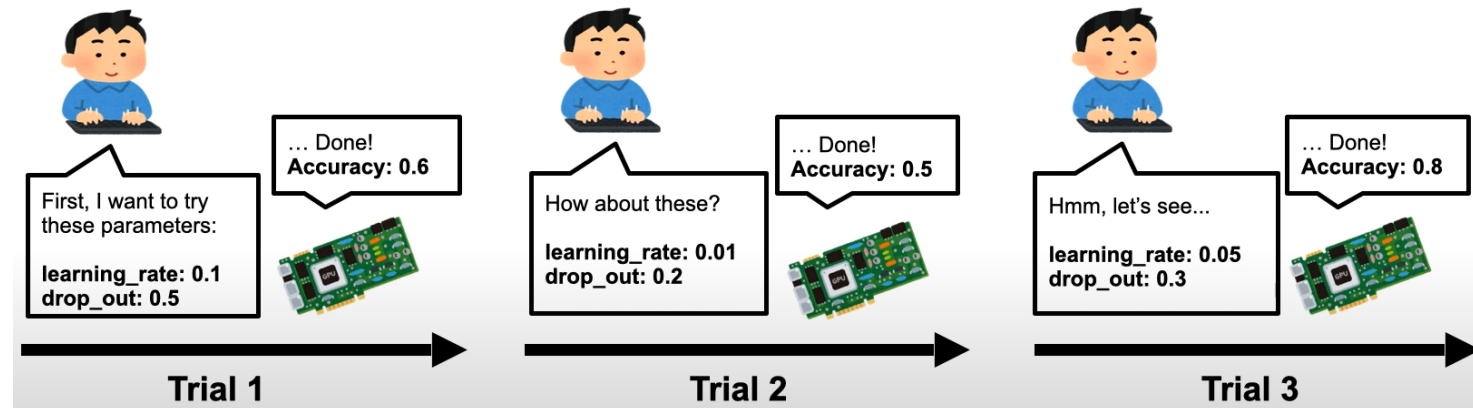 First, I want to try
these parameters:
learning_rate: 0.1
drop_out: 0.5
... Done!
Accuracy: 0.6
GPU
Trial 1
How about these?
learning_rate: 0.01
drop_out: 0.2
... Done!
Accuracy: 0.5
GPU
Trial 2
Hmm, let's see...
learning_rate: 0.05
drop_out: 0.3
... Done!
Accuracy: 0.8
GPU
Trial 3